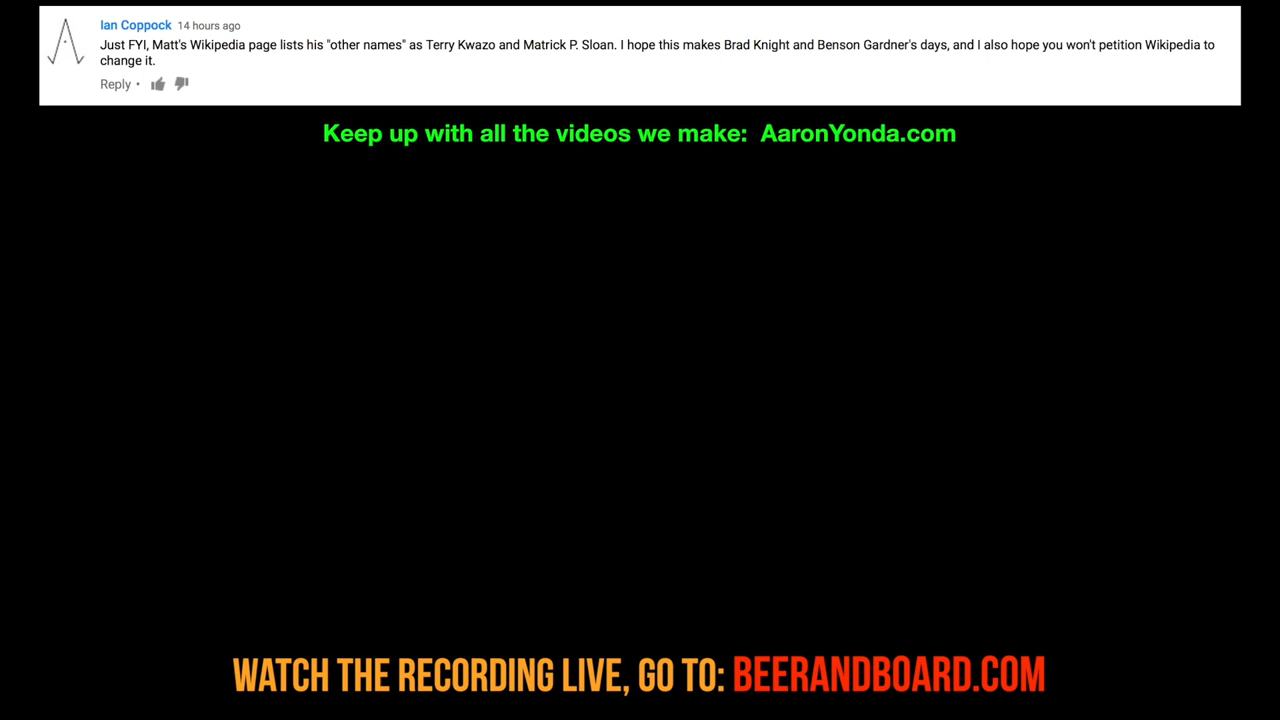 Ian Coppock 14 hours ago
Just FYI, Matt's Wikipedia page lists his "other names" as Terry Kwazo and Matrick P. Sloan. I hope this makes Brad Knight and Benson Gardner's days, and I also hope you won't petition Wikipedia to
change it.
Reply •
Keep up with all the videos we make: AaronYonda.com
WATCH THE RECORDING LIVE, GO TO: BEERANDBOARD.COM